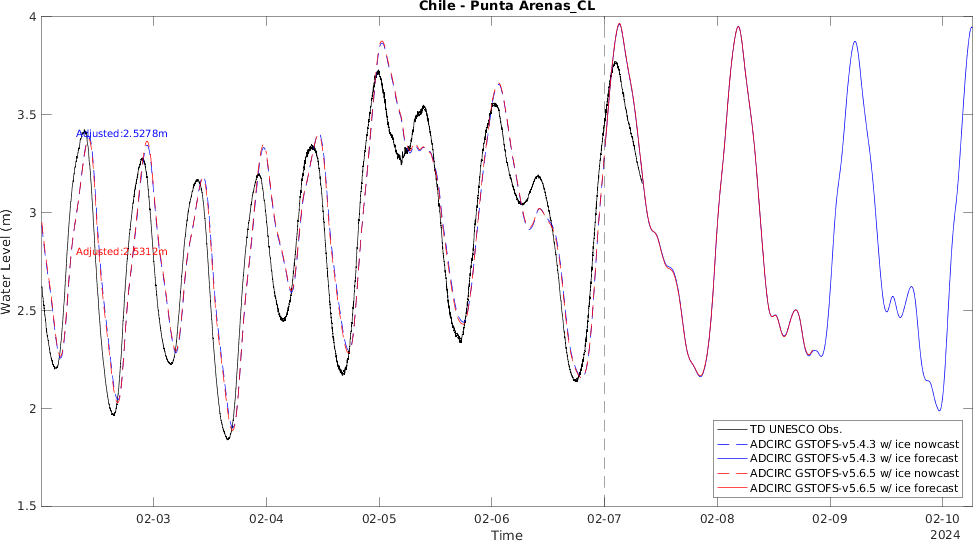 Chile - Punta Arenas_CL
4
3.5
3
2.5
2
1.5
Water Level (m)
Adjusted:2.5278m
Adjusted:2.5312m
TD UNESCO Obs.
ADCIRC GSTOFS-v5.4.3 w/ ice nowcast
ADCIRC GSTOFS-v5.4.3 w/ ice forecast
ADCIRC GSTOFS-v5.6.5 w/ ice nowcast
ADCIRC GSTOFS-v5.6.5 w/ ice forecast
02-03 02-04 02-05 02-06 02-07 02-08 02-09 02-10
Time 2024